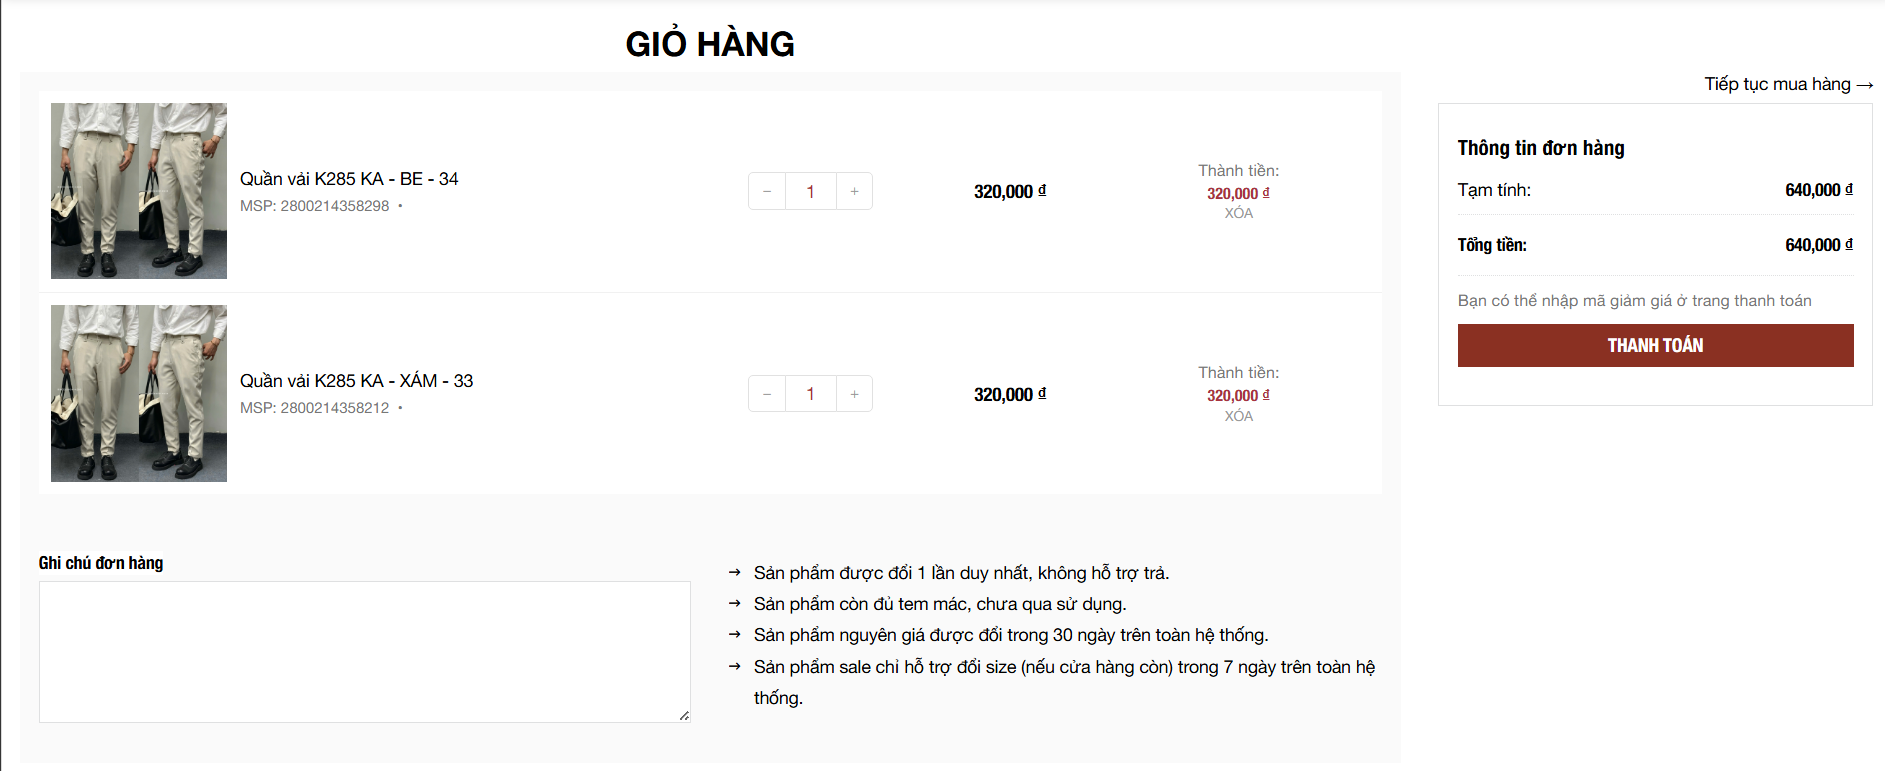 GIỎ HÀNG
Tiếp tục mua hàng →
Quần vải K285 KA - BE - 34
MSP: 2800214358298 •
− 1 +
320,000 ₫
Thành tiền:
320,000 ₫
XÓA
Quần vải K285 KA - XÁM - 33
MSP: 2800214358212 •
− 1 +
320,000 ₫
Thành tiền:
320,000 ₫
XÓA
Thông tin đơn hàng
Tạm tính: 640,000 ₫
Tổng tiền: 640,000 ₫
Bạn có thể nhập mã giảm giá ở trang thanh toán
THANH TOÁN
Ghi chú đơn hàng
→ Sản phẩm được đổi 1 lần duy nhất, không hỗ trợ trả.
→ Sản phẩm còn đủ tem mác, chưa qua sử dụng.
→ Sản phẩm nguyên giá được đổi trong 30 ngày trên toàn hệ thống.
→ Sản phẩm sale chỉ hỗ trợ đổi size (nếu cửa hàng còn) trong 7 ngày trên toàn hệ
thống.